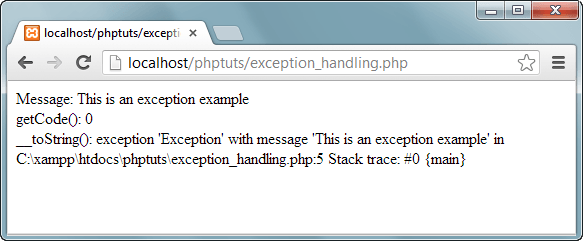 localhost/phptuts/excepti
localhost/phptuts/exception_handling.php
Message: This is an exception example
getCode(): 0
__toString(): exception 'Exception' with message 'This is an exception example' in
C:\xampp\htdocs\phptuts\exception_handling.php:5 Stack trace: #0 {main}